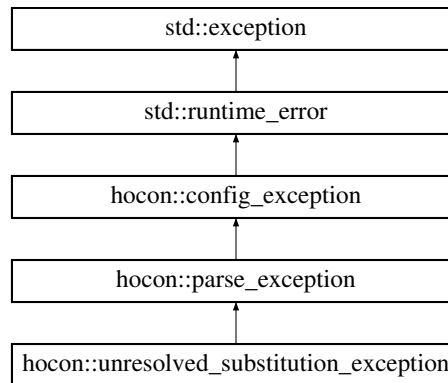 std::exception
std::runtime_error
hocon::config_exception
hocon::parse_exception
hocon::unresolved_substitution_exception